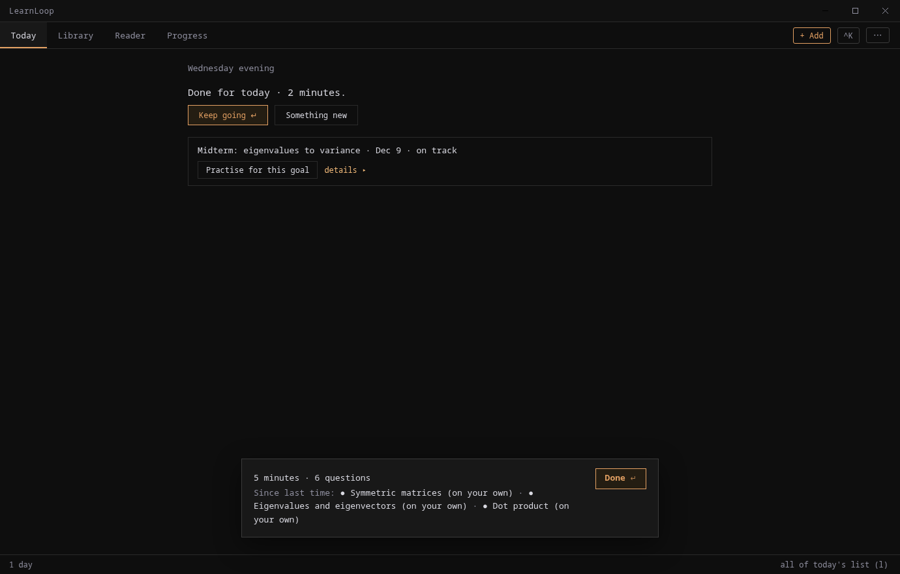 LearnLoop
Today
Library
Reader
Progress
+ Add
^K
⋯
Wednesday evening
Done for today · 2 minutes.
Keep going ↵
Something new
Midterm: eigenvalues to variance · Dec 9 · on track
Practise for this goal
details ▸
5 minutes · 6 questions
Done ↵
Since last time: ● Symmetric matrices (on your own) · ●
Eigenvalues and eigenvectors (on your own) · ● Dot product (on
your own)
1 day
all of today's list (l)